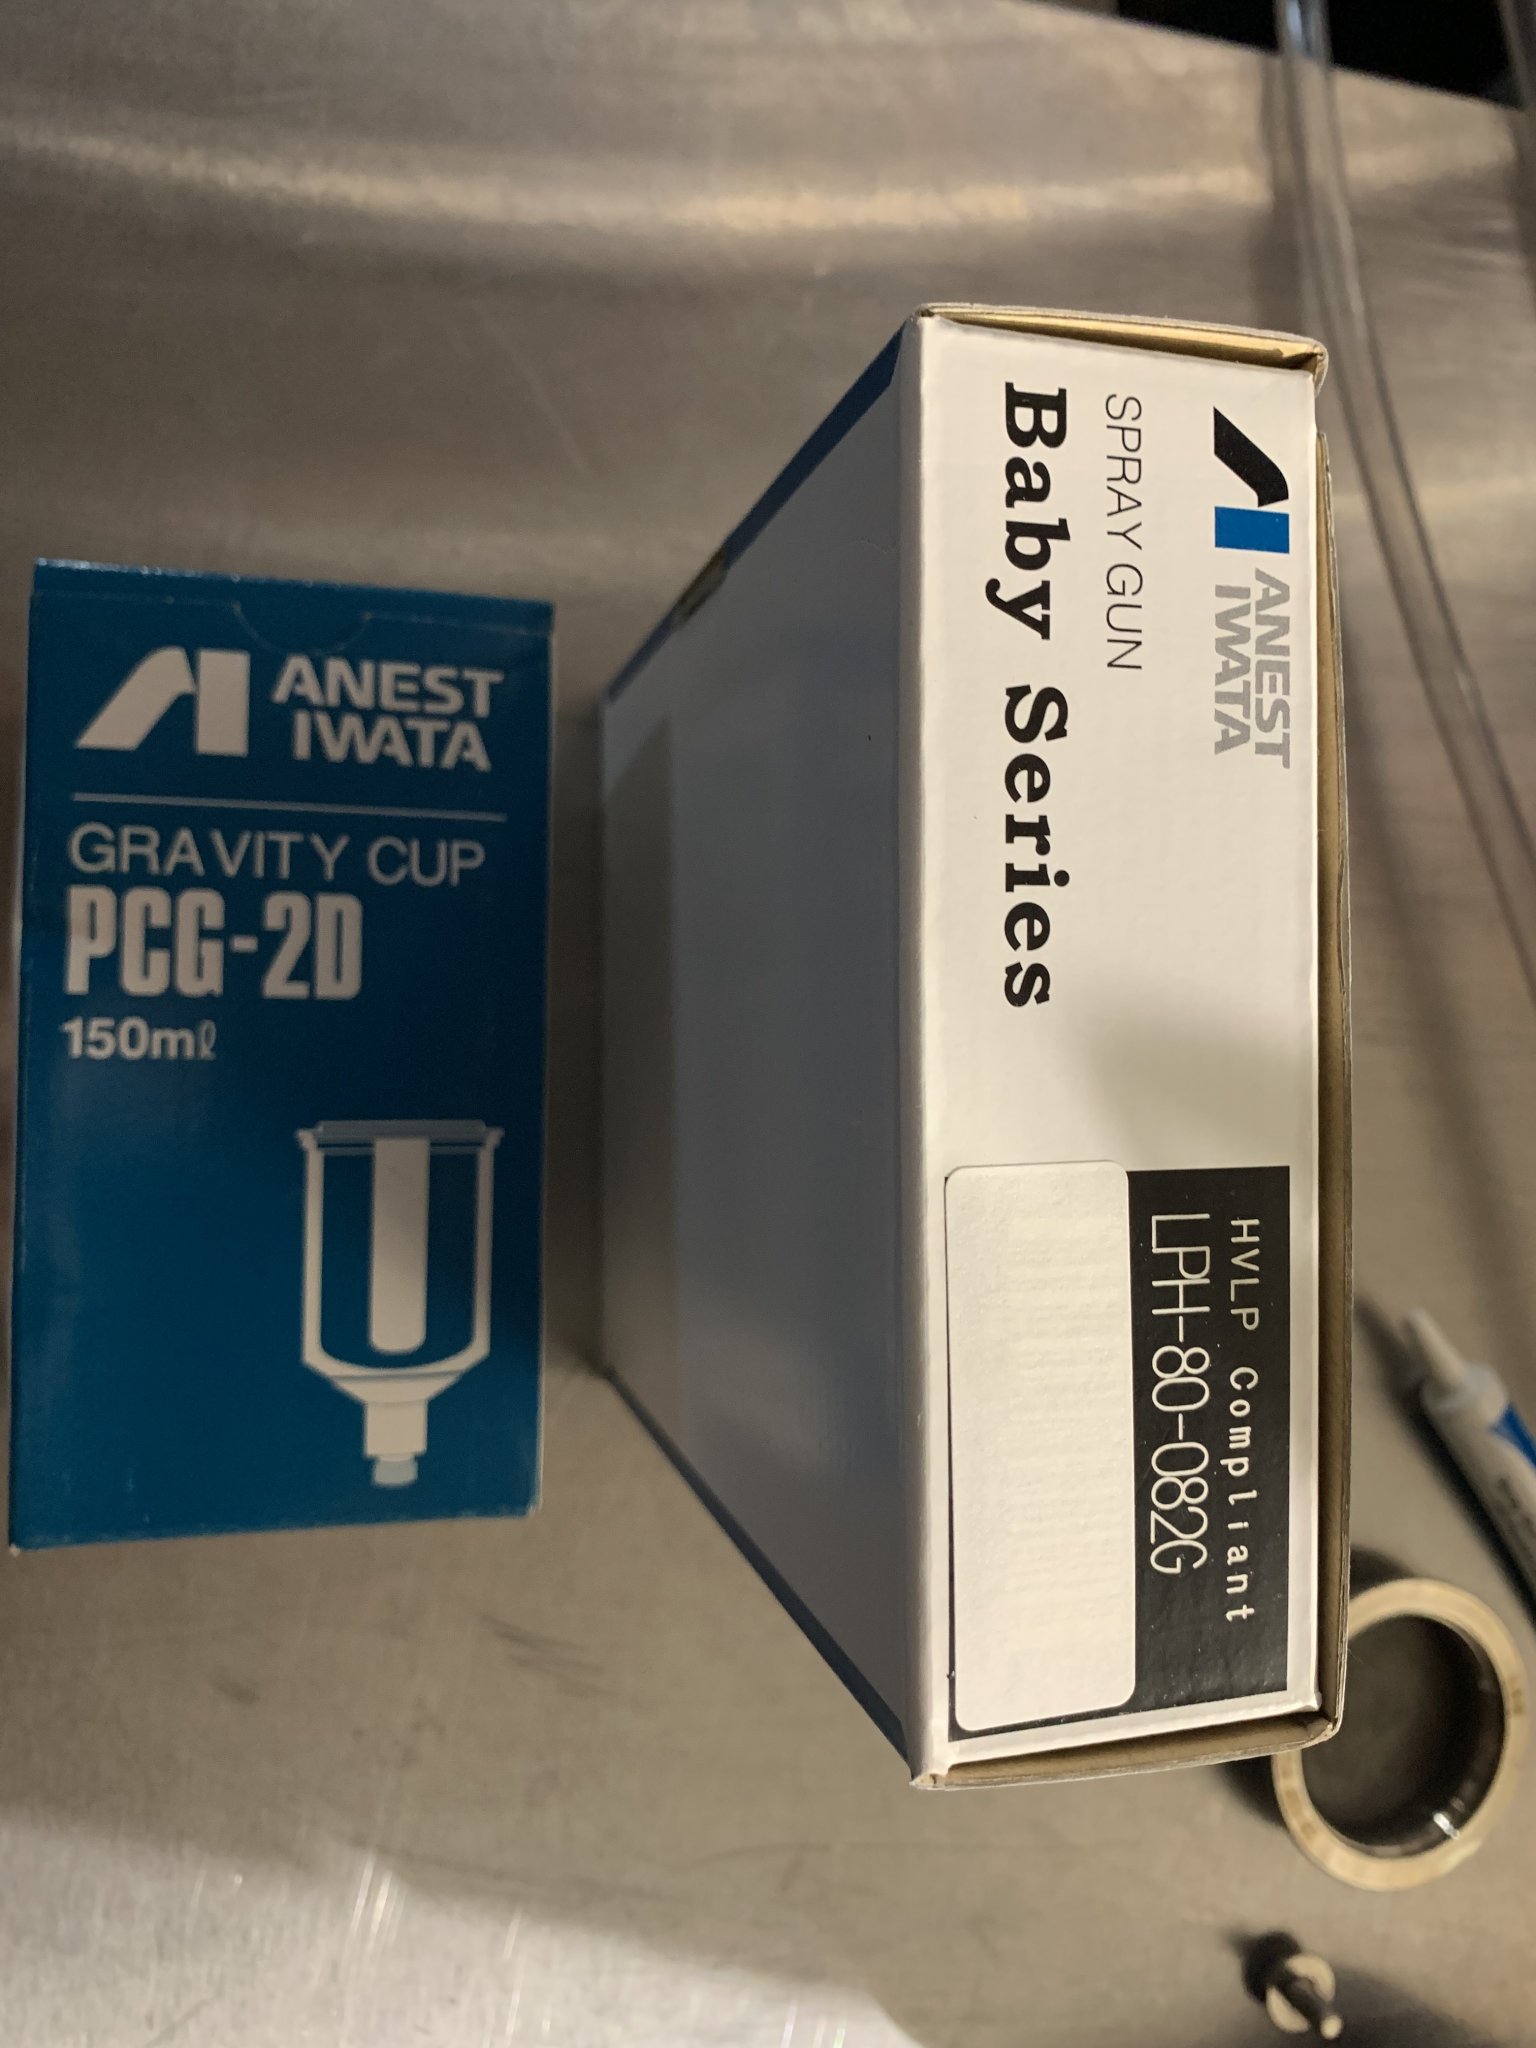 ANEST
IWATA
GRAVITY CUP
PCG-2D
150mℓ
ANEST
IWATA
SPRAY GUN
Baby Series
HVLP Compliant
LPH-80-082G